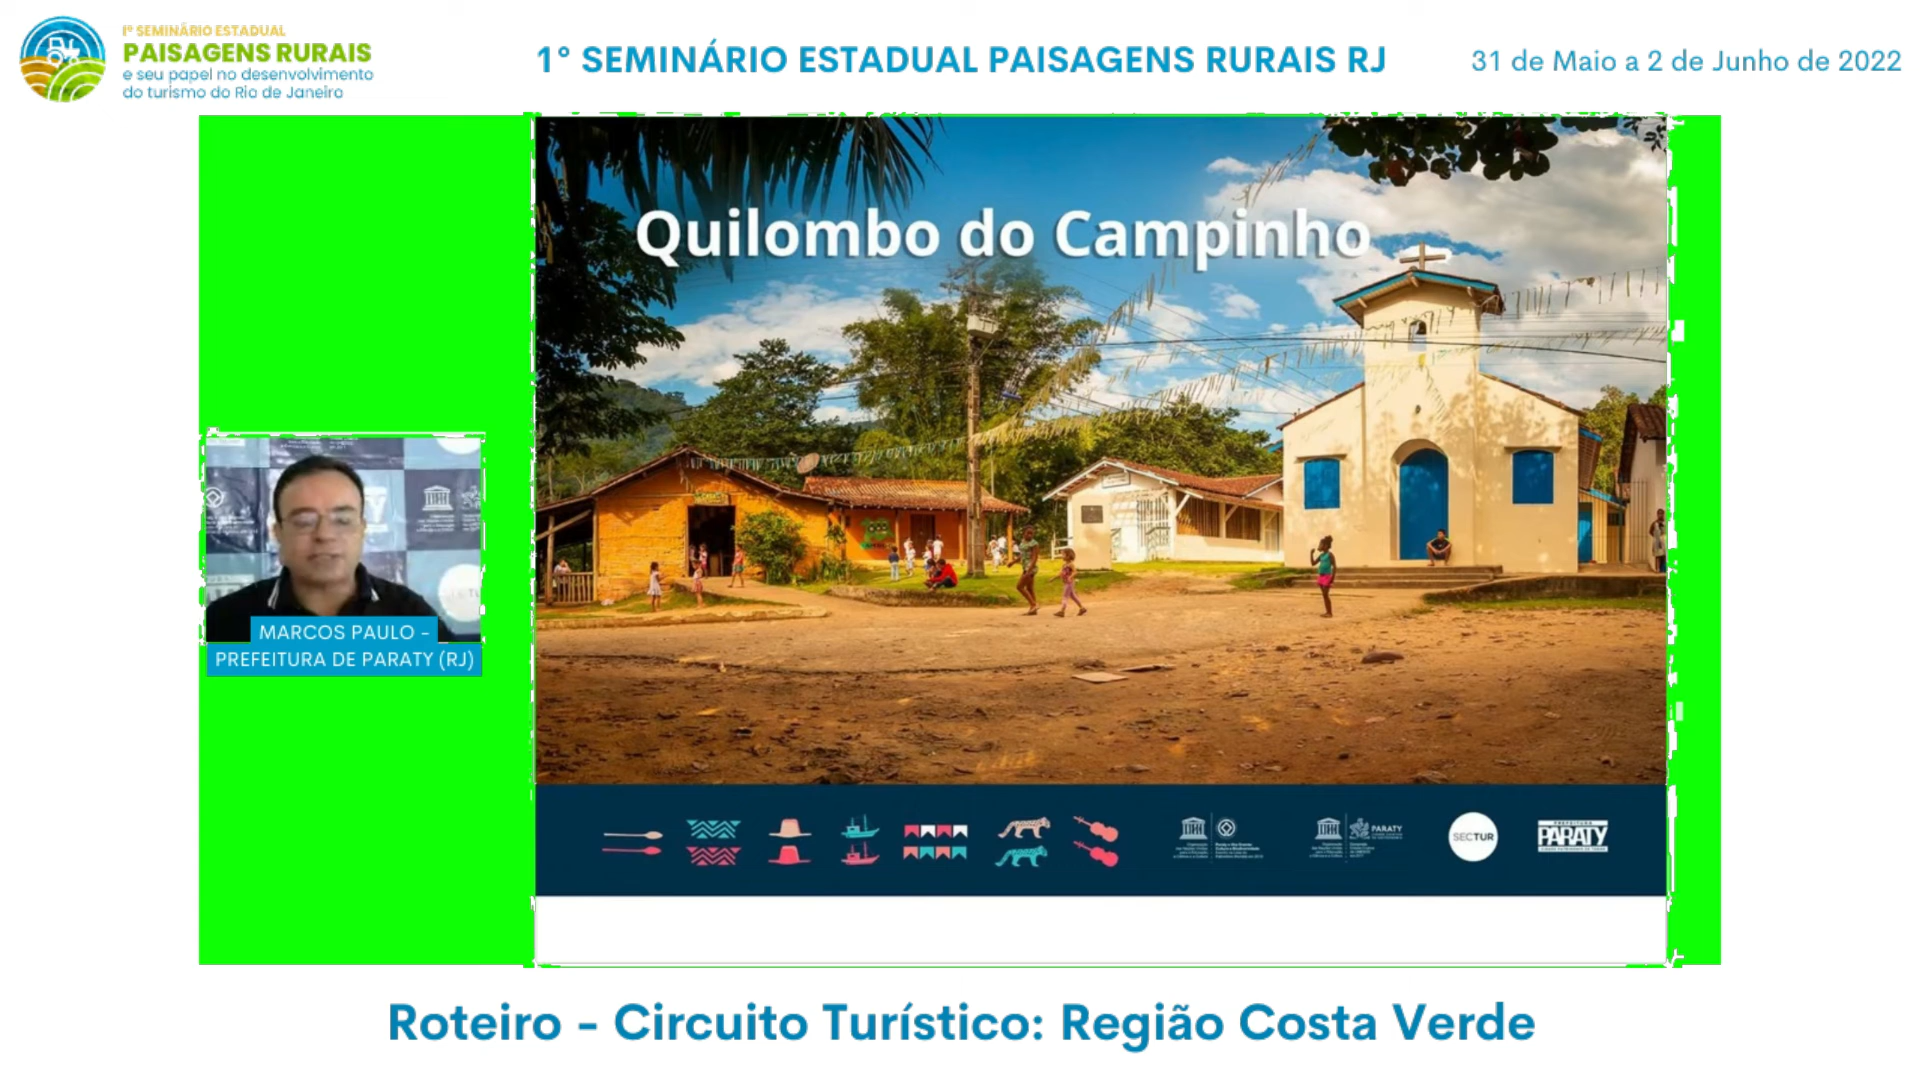 1º SEMINÁRIO ESTADUAL
PAISAGENS RURAIS
e seu papel no desenvolvimento
do turismo do Rio de Janeiro
1° SEMINÁRIO ESTADUAL PAISAGENS RURAIS RJ
31 de Maio a 2 de Junho de 2022
Quilombo do Campinho
MARCOS PAULO -
PREFEITURA DE PARATY (RJ)
PARATY
SECTUR
PREFEITURA
PARATY
Roteiro - Circuito Turístico: Região Costa Verde